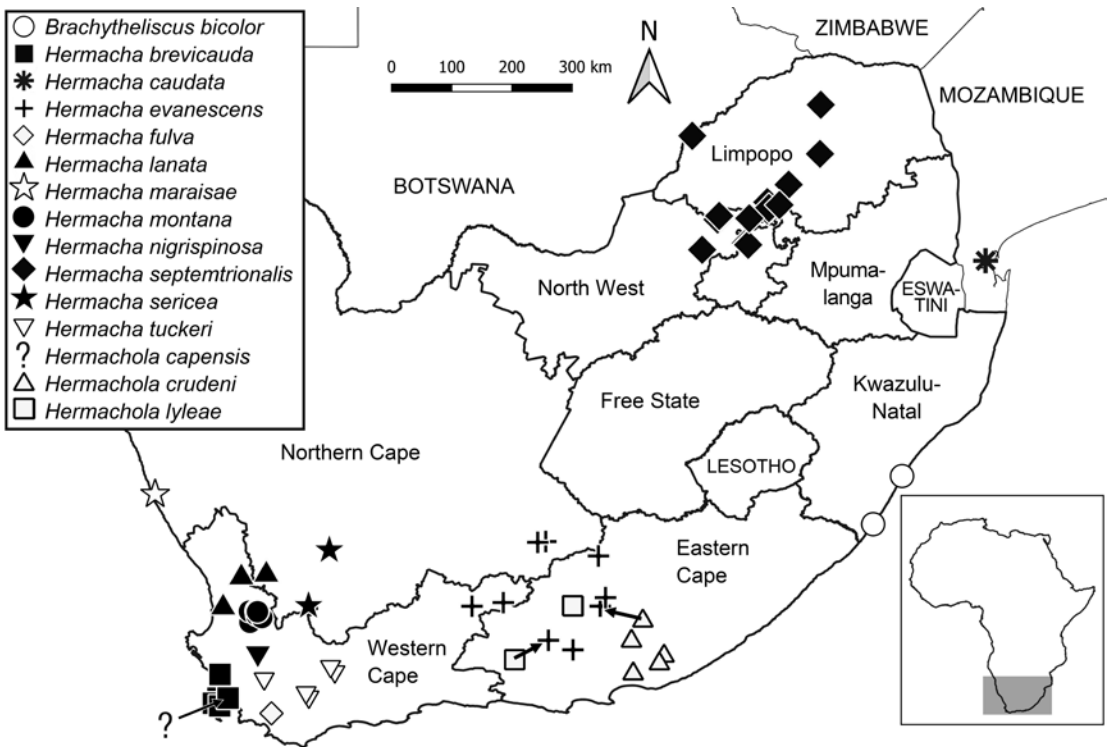 Brachytheliscus bicolor
Hermacha brevicauda
Hermacha caudata
Hermacha evanescens
Hermacha fulva
Hermacha lanata
Hermacha maraisae
Hermacha montana
Hermacha nigrispinosa
Hermacha septemtrionalis
Hermacha sericea
Hermacha tuckeri
? Hermachola capensis
Hermachola crudeni
Hermachola lyleae
0 100 200 300 km
N
ZIMBABWE
MOZAMBIQUE
BOTSWANA
Limpopo
North West
Mpuma-
langa
ESWA-
TINI
Free State
Kwazulu-
Natal
Northern Cape
LESOTHO
Eastern
Cape
Western
Cape
?